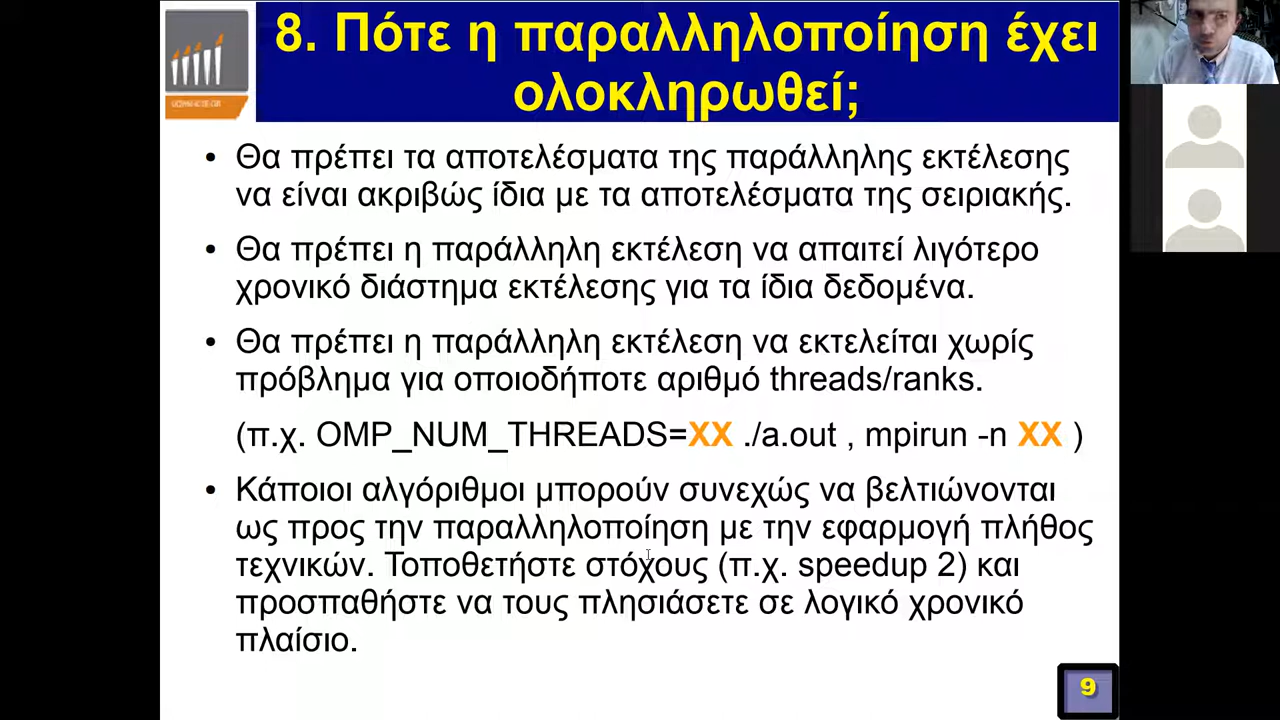 8. Πότε η παραλληλοποίηση έχει
ολοκληρωθεί;
• Θα πρέπει τα αποτελέσματα της παράλληλης εκτέλεσης
να είναι ακριβώς ίδια με τα αποτελέσματα της σειριακής.
• Θα πρέπει η παράλληλη εκτέλεση να απαιτεί λιγότερο
χρονικό διάστημα εκτέλεσης για τα ίδια δεδομένα.
• Θα πρέπει η παράλληλη εκτέλεση να εκτελείται χωρίς
πρόβλημα για οποιοδήποτε αριθμό threads/ranks.
(π.χ. OMP_NUM_THREADS=XX ./a.out , mpirun -n XX )
• Κάποιοι αλγόριθμοι μπορούν συνεχώς να βελτιώνονται
ως προς την παραλληλοποίηση με την εφαρμογή πλήθος
τεχνικών. Τοποθετήστε στόχους (π.χ. speedup 2) και
προσπαθήστε να τους πλησιάσετε σε λογικό χρονικό
πλαίσιο.
9